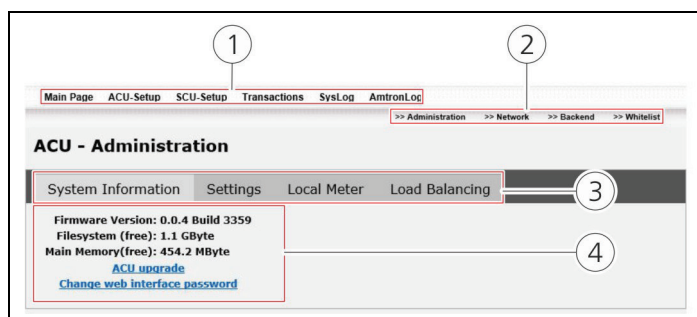 1 2
Main Page ACU-Setup SCU-Setup Transactions SysLog AmtronLog
>> Administration >> Network >> Backend >> Whitelist
ACU - Administration
System Information Settings Local Meter Load Balancing 3
Firmware Version: 0.0.4 Build 3359
Filesystem (free): 1.1 GByte
Main Memory(free): 454.2 MByte 4
ACU upgrade
Change web interface password